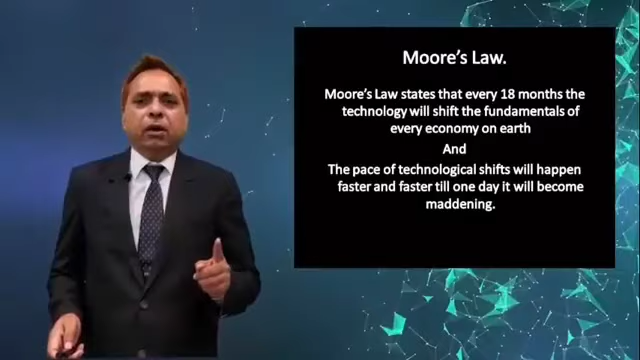 Moore's Law.
Moore's Law states that every 18 months the
technology will shift the fundamentals of
every economy on earth
And
The pace of technological shifts will happen
faster and faster till one day it will become
maddening.